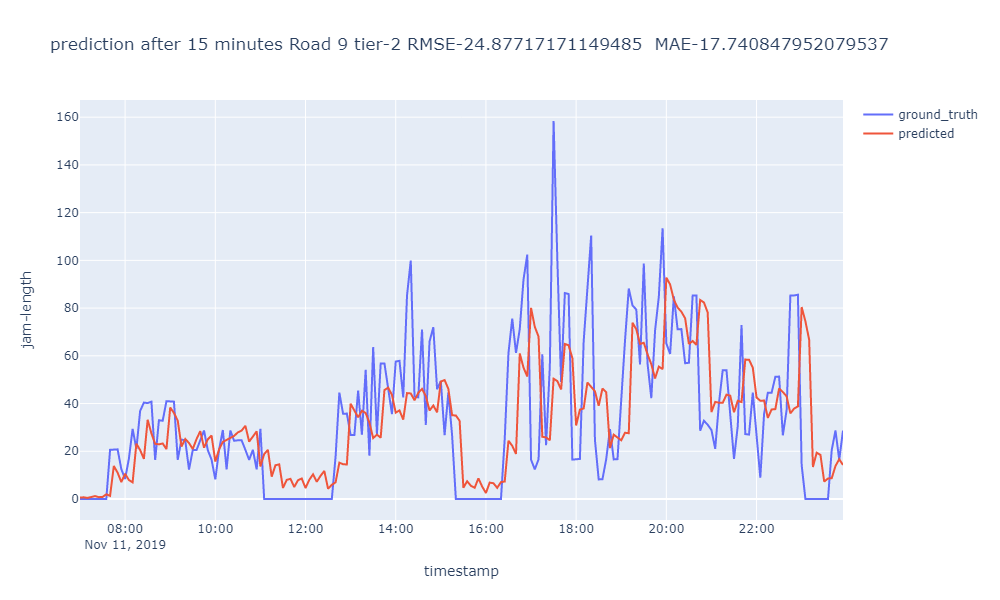 prediction after 15 minutes Road 9 tier-2 RMSE-24.87717171149485  MAE-17.740847952079537
ground_truth
predicted
160
140
120
100
80
60
40
20
0
jam-length
08:00 10:00 12:00 14:00 16:00 18:00 20:00 22:00
Nov 11, 2019
timestamp